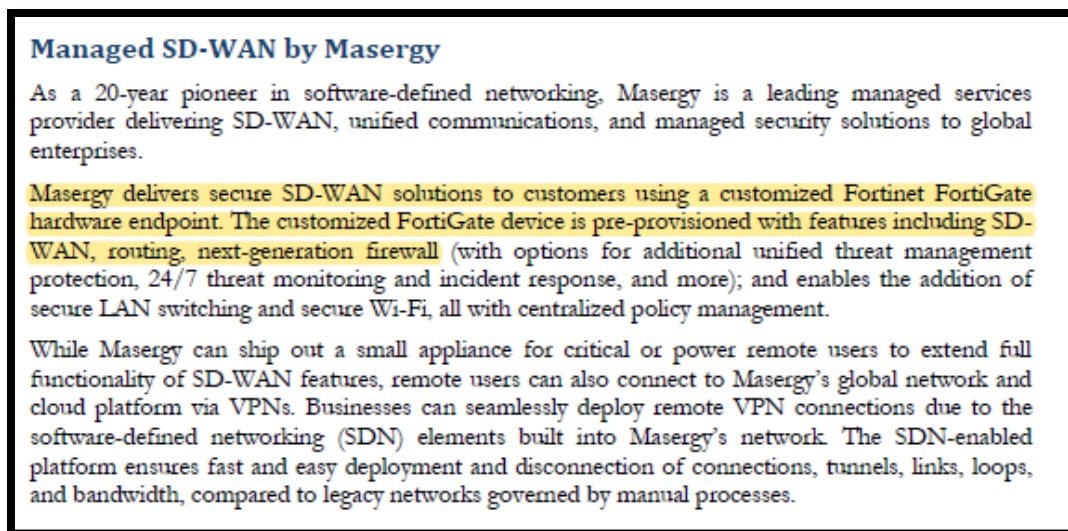 Managed SD-WAN by Masergy
As a 20-year pioneer in software-defined networking, Masergy is a leading managed services
provider delivering SD-WAN, unified communications, and managed security solutions to global
enterprises.
Masergy delivers secure SD-WAN solutions to customers using a customized Fortinet FortiGate
hardware endpoint. The customized FortiGate device is pre-provisioned with features including SD-
WAN, routing, next-generation firewall (with options for additional unified threat management
protection, 24/7 threat monitoring and incident response, and more); and enables the addition of
secure LAN switching and secure Wi-Fi, all with centralized policy management.
While Masergy can ship out a small appliance for critical or power remote users to extend full
functionality of SD-WAN features, remote users can also connect to Masergy's global network and
cloud platform via VPNs. Businesses can seamlessly deploy remote VPN connections due to the
software-defined networking (SDN) elements built into Masergy's network. The SDN-enabled
platform ensures fast and easy deployment and disconnection of connections, tunnels, links, loops,
and bandwidth, compared to legacy networks governed by manual processes.